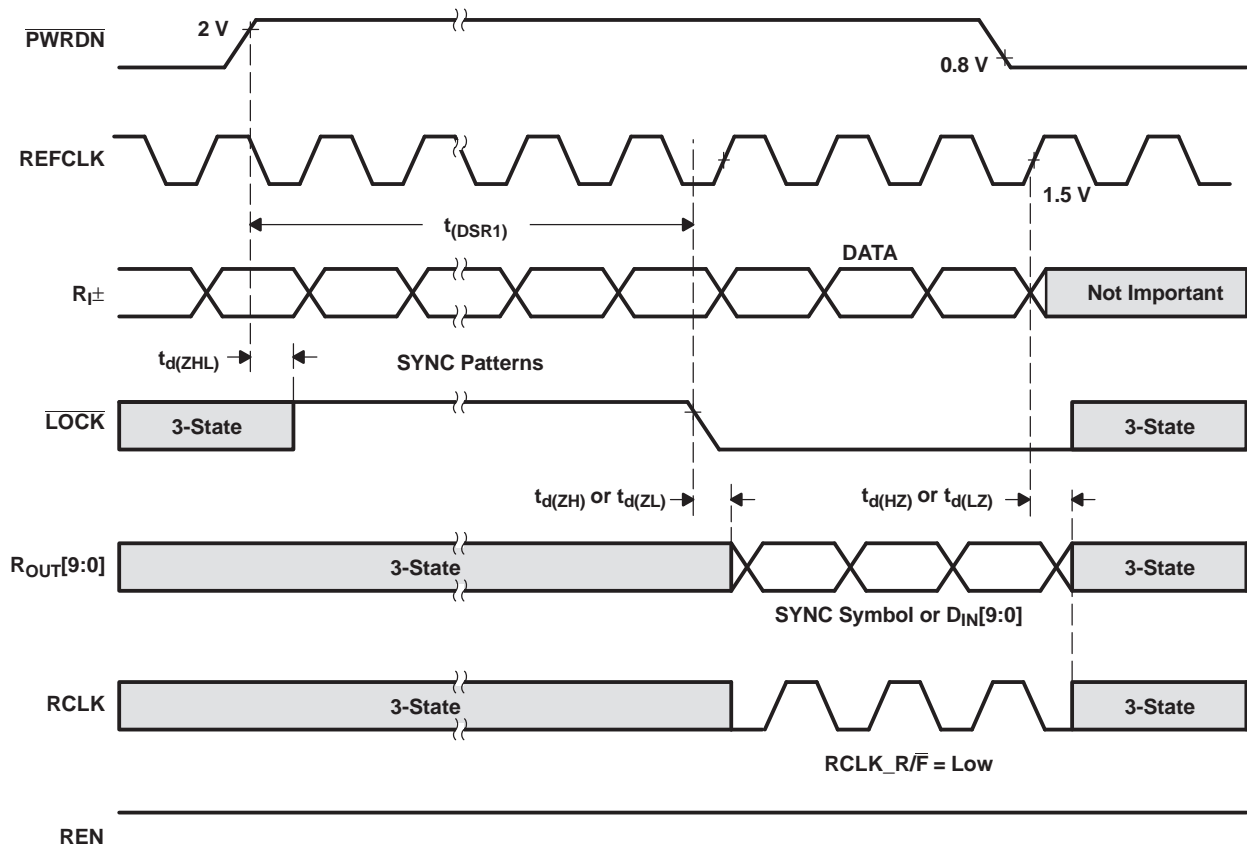 PWRDN
2 V
0.8 V
REFCLK
1.5 V
t(DSR1)
DATA
RI±
Not Important
td(ZHL)
SYNC Patterns
LOCK
3-State
3-State
td(ZH) or td(ZL)
td(HZ) or td(LZ)
ROUT[9:0]
3-State
3-State
SYNC Symbol or DIN[9:0]
RCLK
3-State
3-State
RCLK_R/F̅ = Low
REN